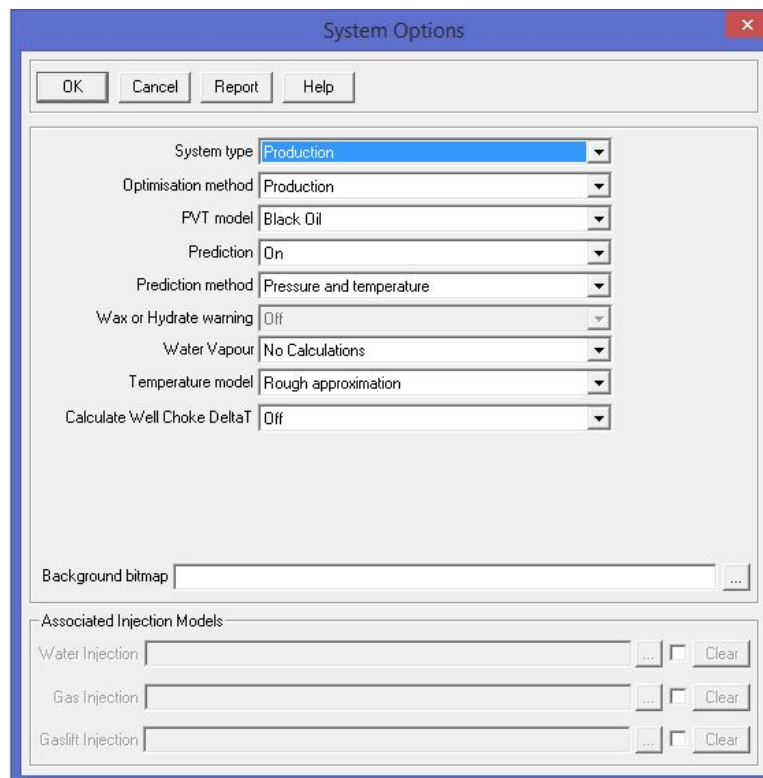 System Options
OK Cancel Report Help
System type Production
Optimisation method Production
PVT model Black Oil
Prediction On
Prediction method Pressure and temperature
Wax or Hydrate warning Off
Water Vapour No Calculations
Temperature model Rough approximation
Calculate Well Choke DeltaT Off
Background bitmap ...
Associated Injection Models
Water Injection ... Clear
Gas Injection ... Clear
Gaslift Injection ... Clear